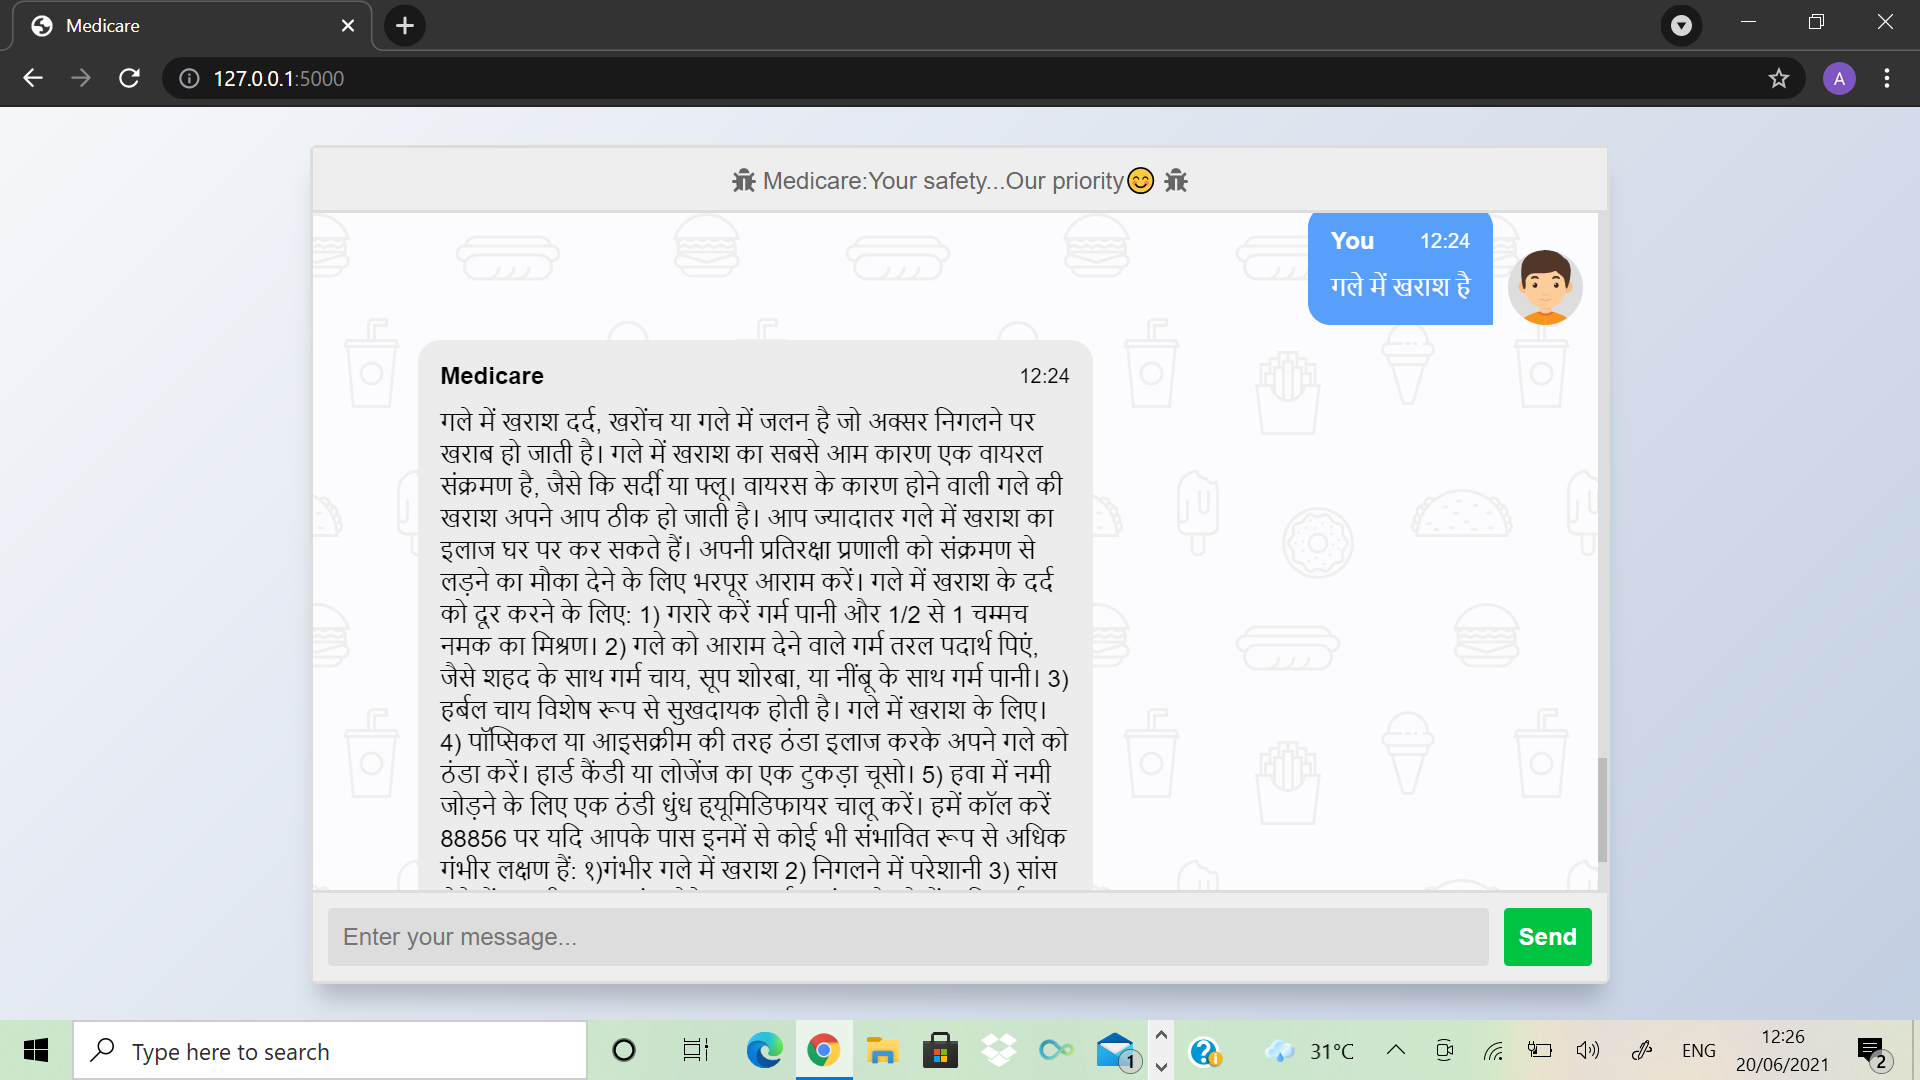 Medicare
127.0.0.1:5000
A
Medicare:Your safety...Our priority😊
You 12:24
गले में खराश है
Medicare 12:24
गले में खराश दर्द, खरोंच या गले में जलन है जो अक्सर निगलने पर
खराब हो जाती है। गले में खराश का सबसे आम कारण एक वायरल
संक्रमण है, जैसे कि सर्दी या फ्लू। वायरस के कारण होने वाली गले की
खराश अपने आप ठीक हो जाती है। आप ज्यादातर गले में खराश का
इलाज घर पर कर सकते हैं। अपनी प्रतिरक्षा प्रणाली को संक्रमण से
लड़ने का मौका देने के लिए भरपूर आराम करें। गले में खराश के दर्द
को दूर करने के लिए: 1) गरारे करें गर्म पानी और 1/2 से 1 चम्मच
नमक का मिश्रण। 2) गले को आराम देने वाले गर्म तरल पदार्थ पिएं,
जैसे शहद के साथ गर्म चाय, सूप शोरबा, या नींबू के साथ गर्म पानी। 3)
हर्बल चाय विशेष रूप से सुखदायक होती है। गले में खराश के लिए।
4) पॉप्सिकल या आइसक्रीम की तरह ठंडा इलाज करके अपने गले को
ठंडा करें। हार्ड कैंडी या लोजेंज का एक टुकड़ा चूसो। 5) हवा में नमी
जोड़ने के लिए एक ठंडी धुंध ह्यूमिडिफायर चालू करें। हमें कॉल करें
88856 पर यदि आपके पास इनमें से कोई भी संभावित रूप से अधिक
गंभीर लक्षण हैं: १)गंभीर गले में खराश 2) निगलने में परेशानी 3) सांस
Enter your message...
Send
Type here to search
1
31°C
ENG
12:26
20/06/2021
2